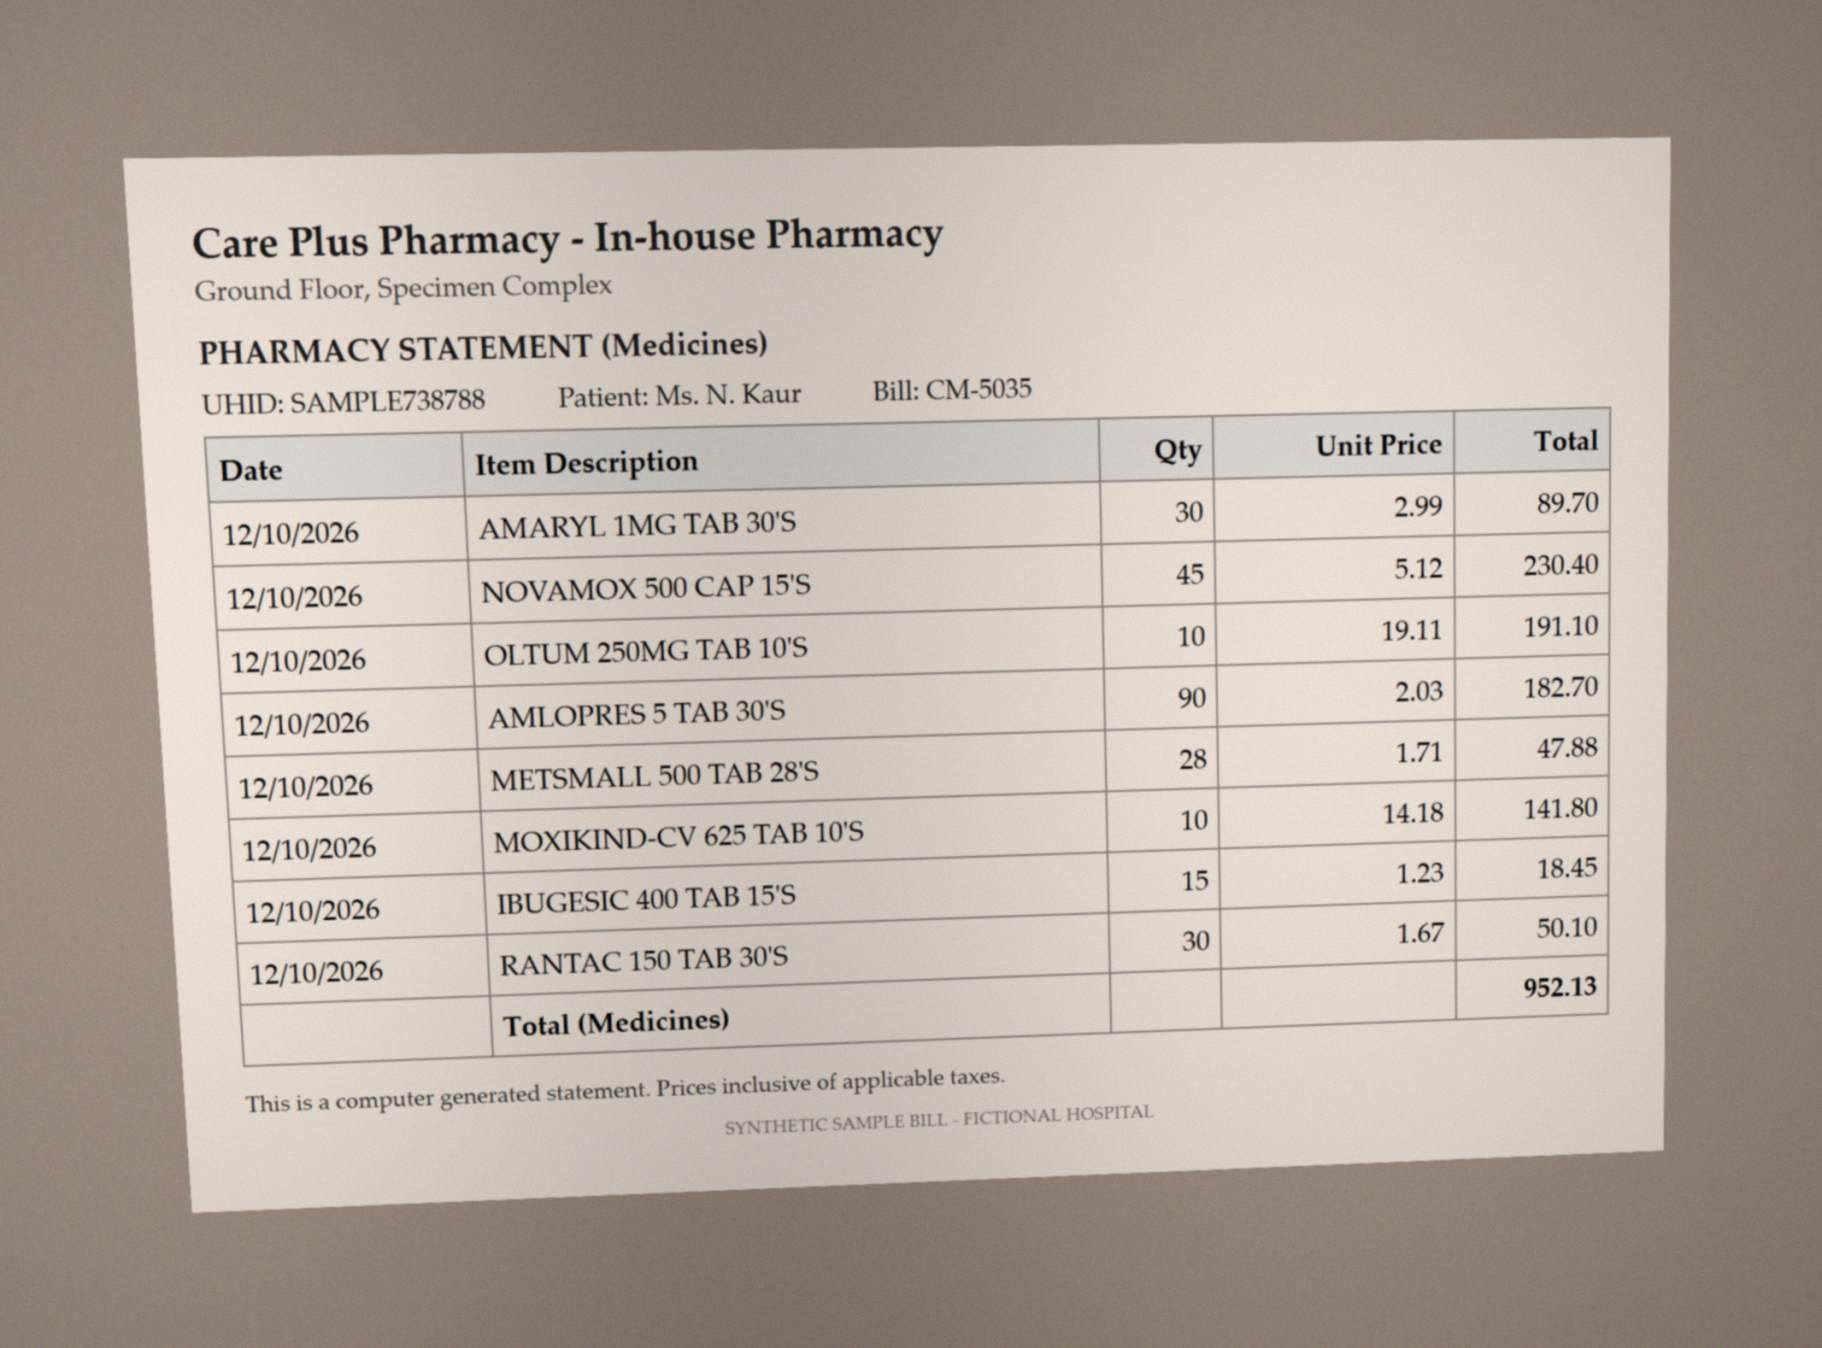 Care Plus Pharmacy - In-house Pharmacy
Ground Floor, Specimen Complex
PHARMACY STATEMENT (Medicines)
UHID: SAMPLE738788 Patient: Ms. N. Kaur Bill: CM-5035
Date Item Description Qty Unit Price Total
12/10/2026 AMARYL 1MG TAB 30'S 30 2.99 89.70
12/10/2026 NOVAMOX 500 CAP 15'S 45 5.12 230.40
12/10/2026 OLTUM 250MG TAB 10'S 10 19.11 191.10
12/10/2026 AMLOPRES 5 TAB 30'S 90 2.03 182.70
12/10/2026 METSMALL 500 TAB 28'S 28 1.71 47.88
12/10/2026 MOXIKIND-CV 625 TAB 10'S 10 14.18 141.80
12/10/2026 IBUGESIC 400 TAB 15'S 15 1.23 18.45
12/10/2026 RANTAC 150 TAB 30'S 30 1.67 50.10
Total (Medicines) 952.13
This is a computer generated statement. Prices inclusive of applicable taxes.
SYNTHETIC SAMPLE BILL - FICTIONAL HOSPITAL